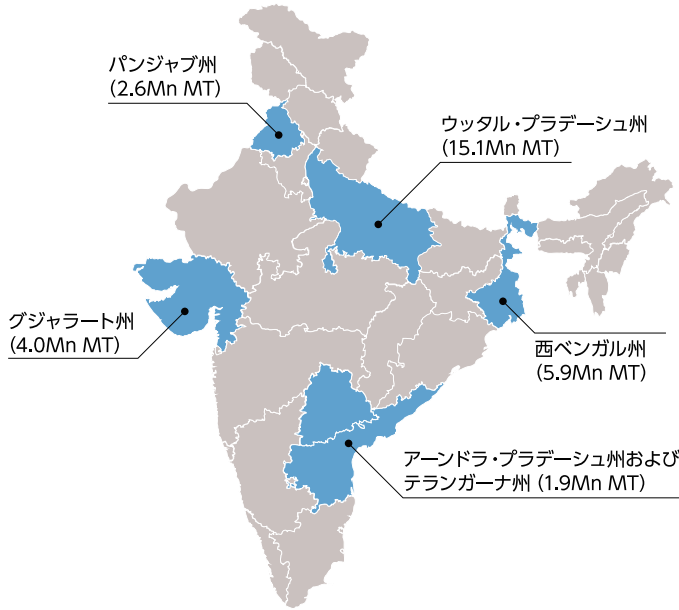 パンジャブ州
(2.6Mn MT)
ウッタル・プラデーシュ州
(15.1Mn MT)
グジャラート州
(4.0Mn MT)
西ベンガル州
(5.9Mn MT)
アーンドラ・プラデーシュ州および
テランガーナ州 (1.9Mn MT)